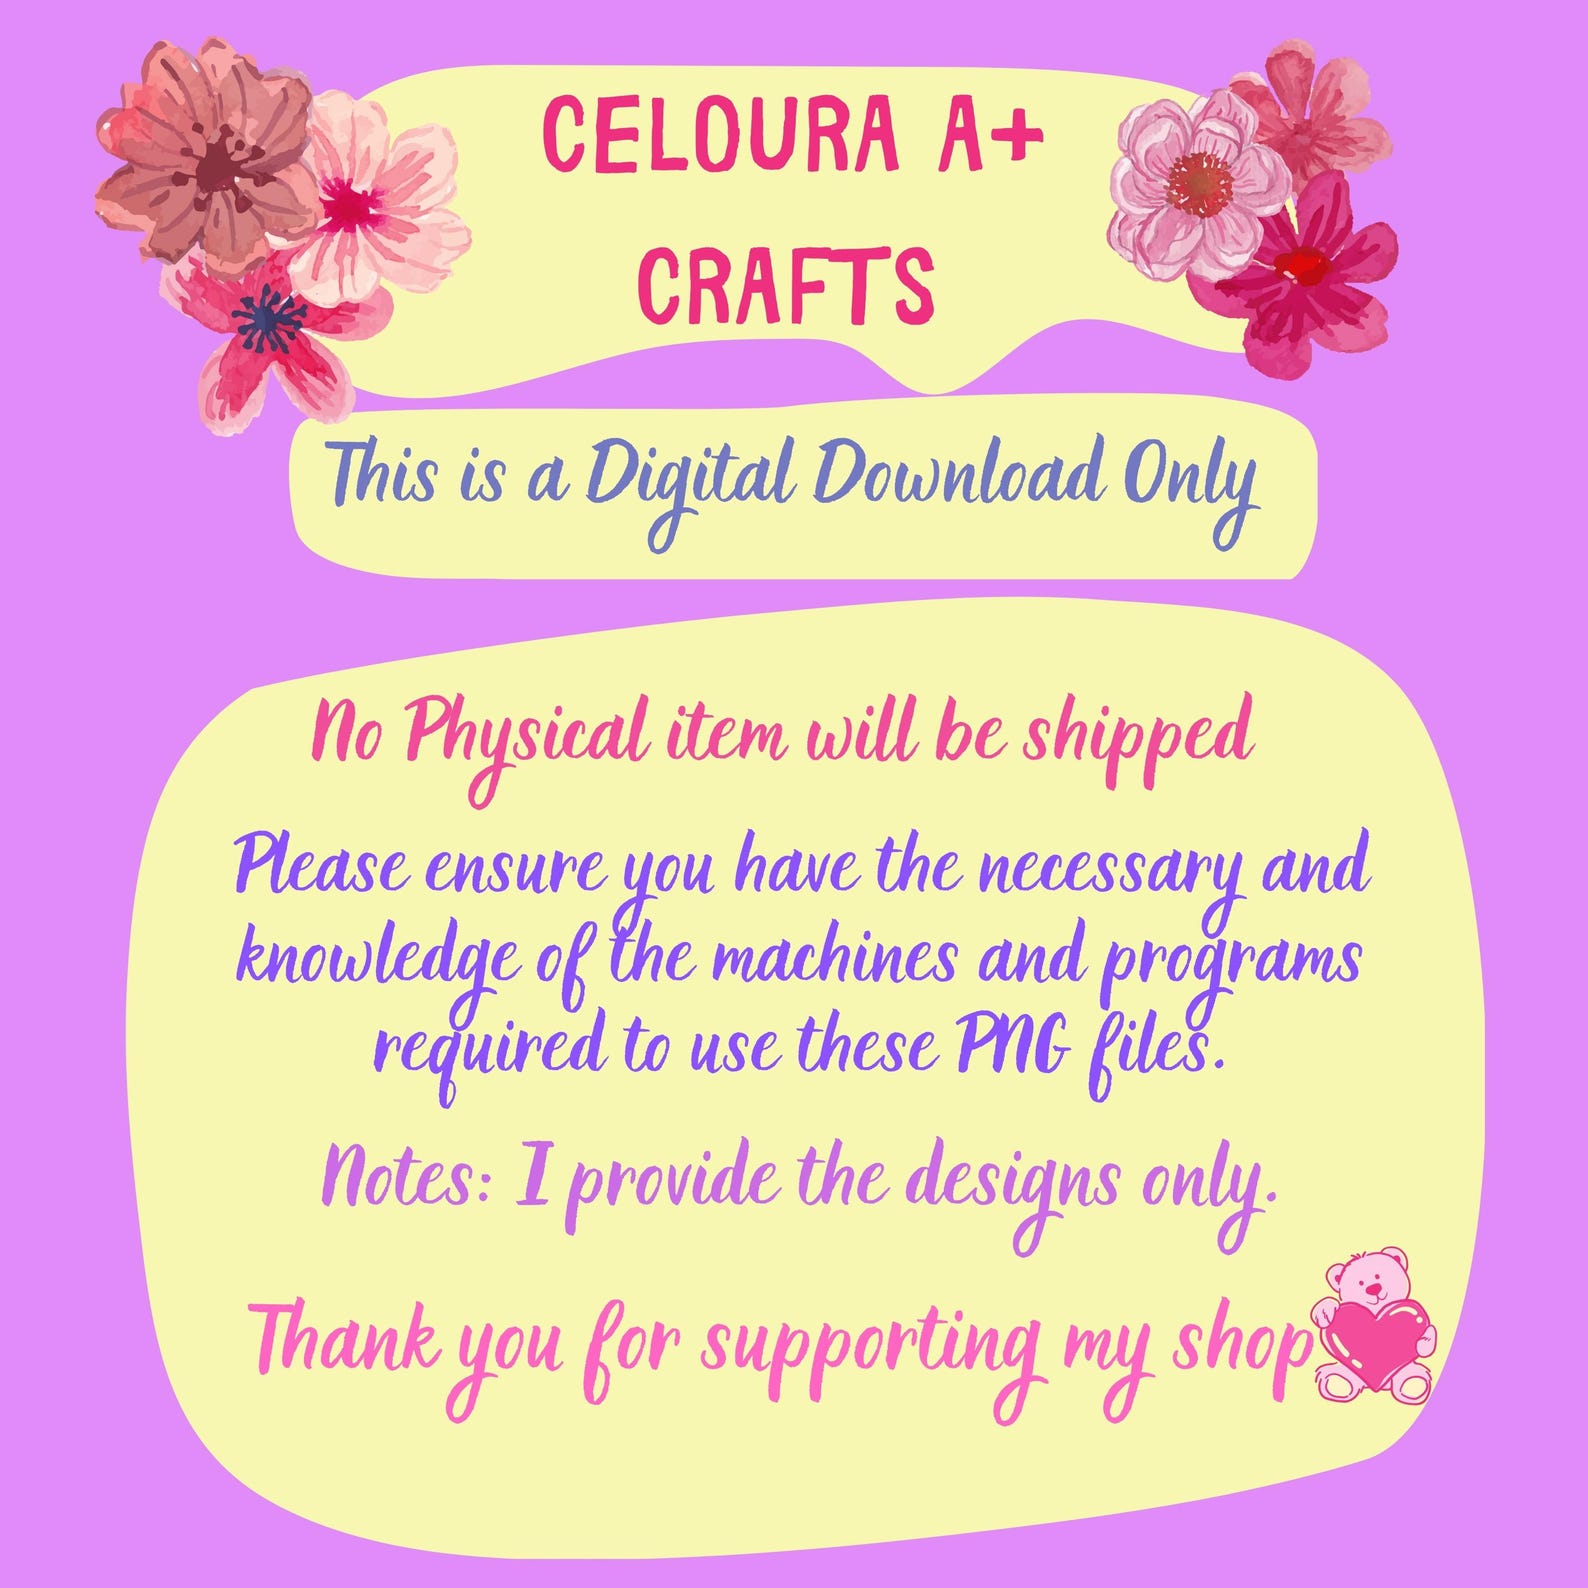 CELOURA A+
CRAFTS
This is a Digital Download Only
No Physical item will be shipped
Please ensure you have the necessary and
knowledge of the machines and programs
required to use these PNG files.
Notes: I provide the designs only.
Thank you for supporting my shop